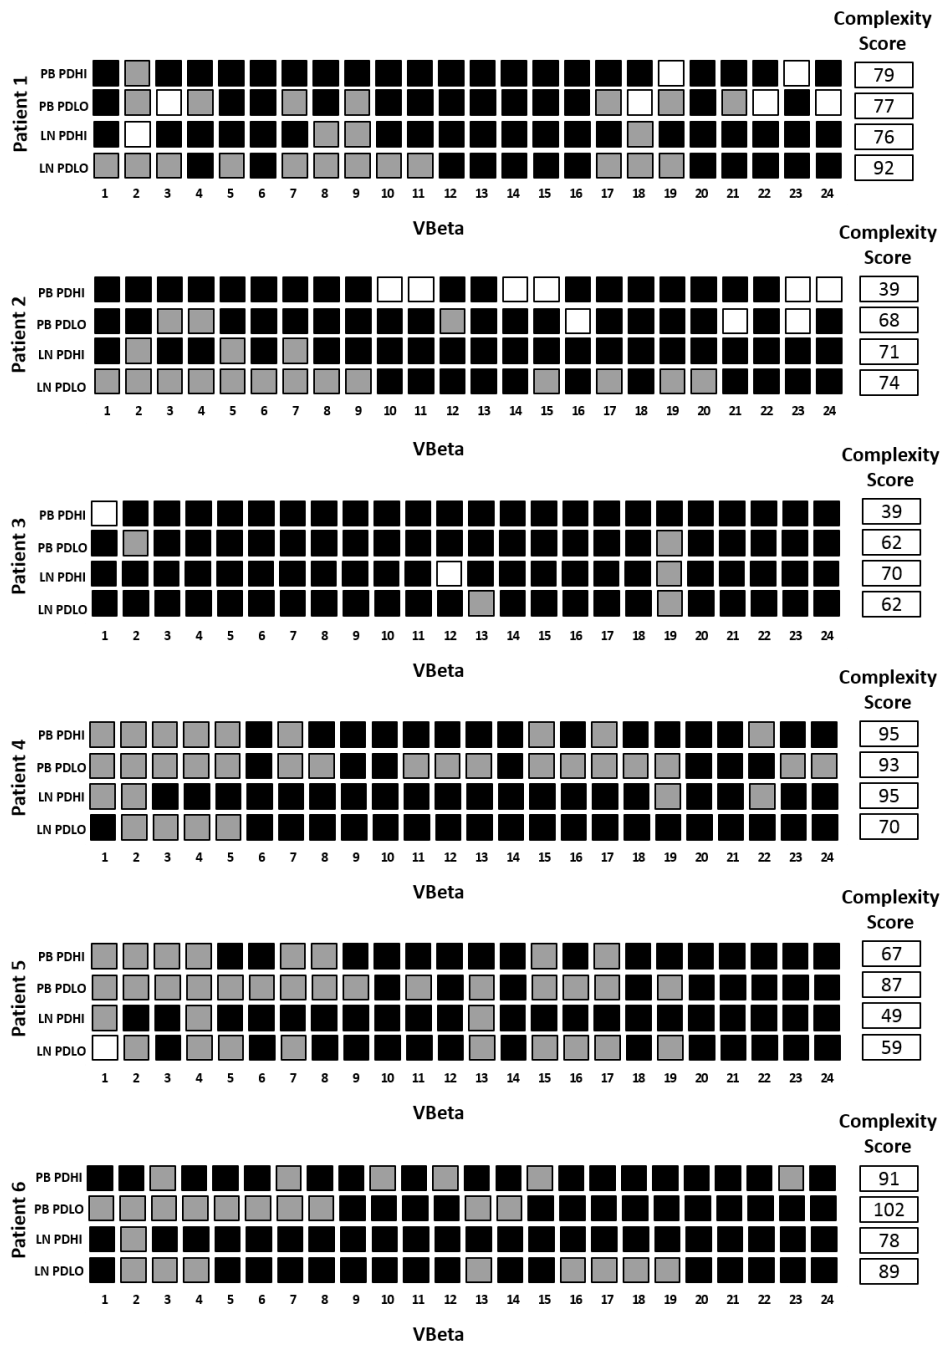 Complexity
Score
Patient 1
PB PDHI 79
PB PDLO 77
LN PDHI 76
LN PDLO 92
1 2 3 4 5 6 7 8 9 10 11 12 13 14 15 16 17 18 19 20 21 22 23 24
VBeta
Complexity
Score
Patient 2
PB PDHI 39
PB PDLO 68
LN PDHI 71
LN PDLO 74
1 2 3 4 5 6 7 8 9 10 11 12 13 14 15 16 17 18 19 20 21 22 23 24
VBeta
Complexity
Score
Patient 3
PB PDHI 39
PB PDLO 62
LN PDHI 70
LN PDLO 62
1 2 3 4 5 6 7 8 9 10 11 12 13 14 15 16 17 18 19 20 21 22 23 24
VBeta
Complexity
Score
Patient 4
PB PDHI 95
PB PDLO 93
LN PDHI 95
LN PDLO 70
1 2 3 4 5 6 7 8 9 10 11 12 13 14 15 16 17 18 19 20 21 22 23 24
VBeta
Complexity
Score
Patient 5
PB PDHI 67
PB PDLO 87
LN PDHI 49
LN PDLO 59
1 2 3 4 5 6 7 8 9 10 11 12 13 14 15 16 17 18 19 20 21 22 23 24
VBeta
Complexity
Score
Patient 6
PB PDHI 91
PB PDLO 102
LN PDHI 78
LN PDLO 89
1 2 3 4 5 6 7 8 9 10 11 12 13 14 15 16 17 18 19 20 21 22 23 24
VBeta